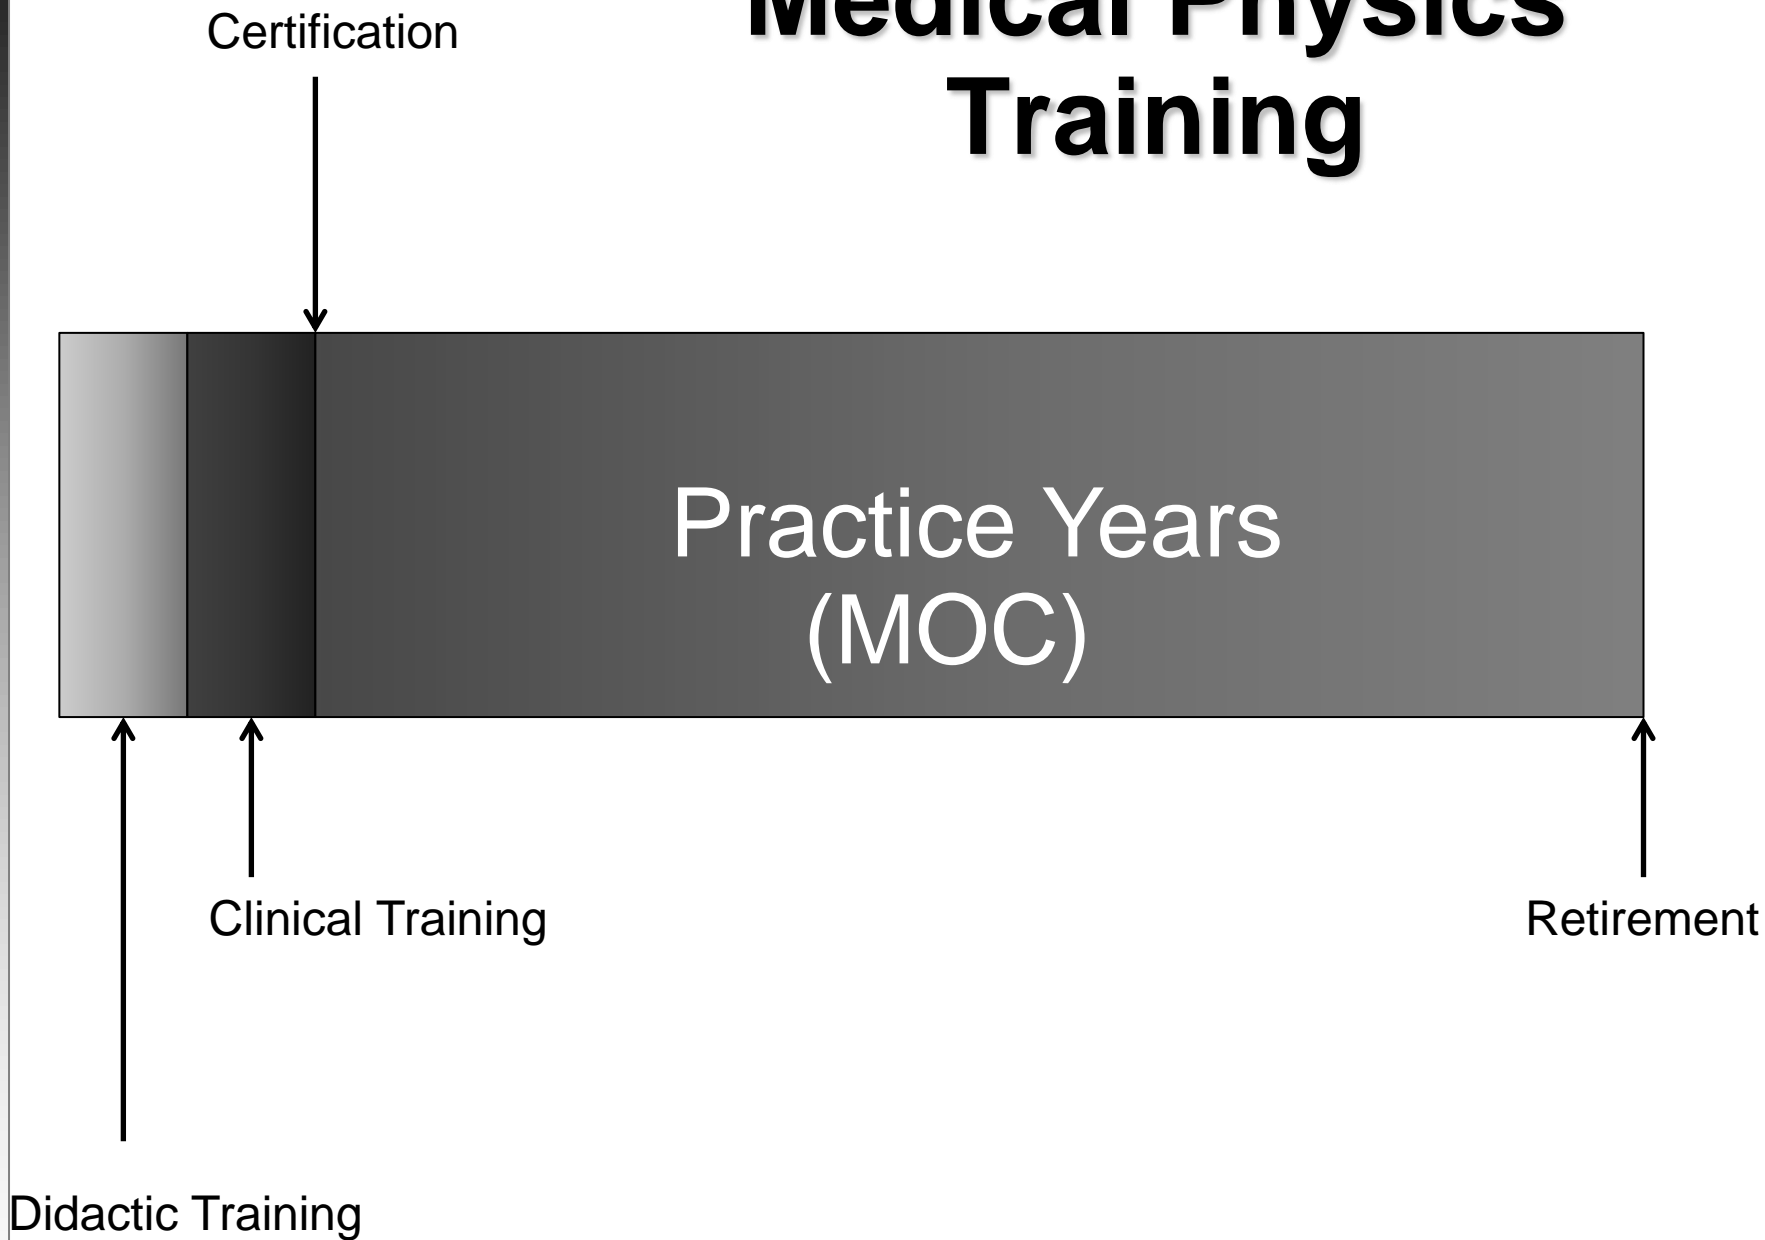 Certification
Medical Physics
Training
Practice Years
(MOC)
Clinical Training
Retirement
Didactic Training